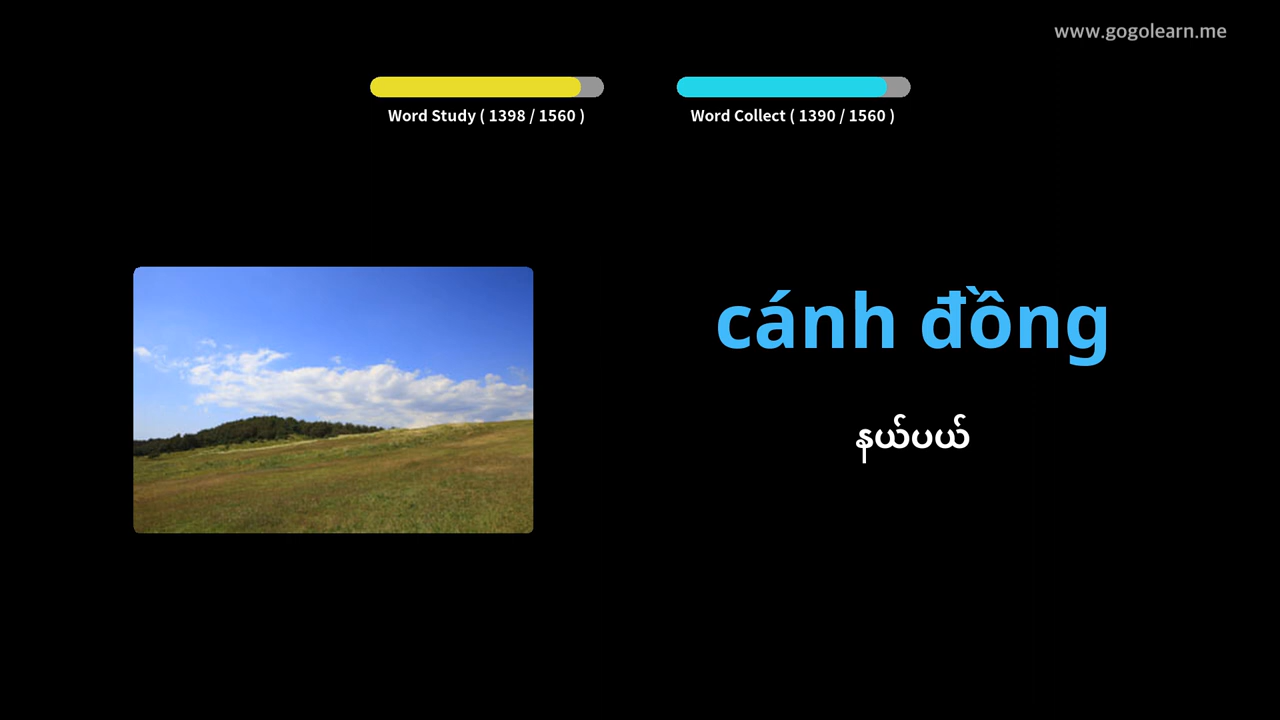 www.gogolearn.me
Word Study ( 1398 / 1560 )
Word Collect ( 1390 / 1560 )
cánh đồng
နယ်ပယ်